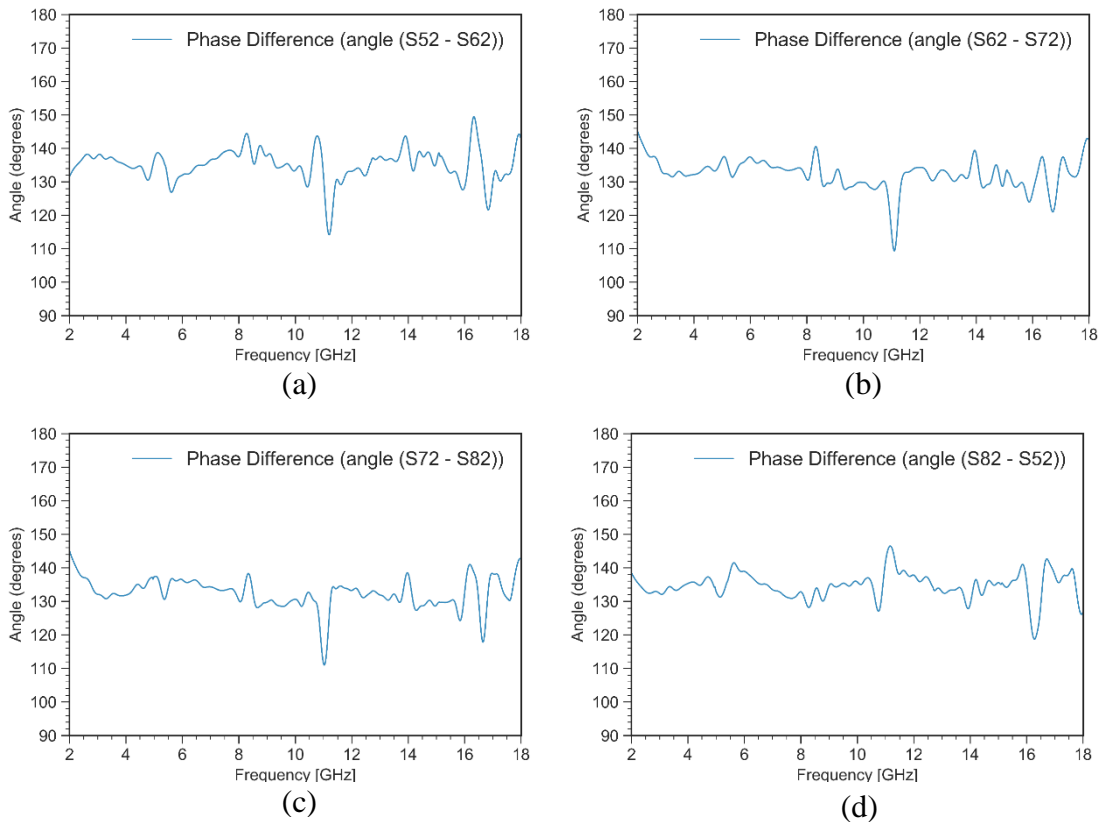 180
170
160
150
140
130
120
110
100
90
Phase Difference (angle (S52 - S62))
Angle (degrees)
2 4 6 8 10 12 14 16 18
Frequency [GHz]
(a)
180
170
160
150
140
130
120
110
100
90
Phase Difference (angle (S62 - S72))
Angle (degrees)
2 4 6 8 10 12 14 16 18
Frequency [GHz]
(b)
180
170
160
150
140
130
120
110
100
90
Phase Difference (angle (S72 - S82))
Angle (degrees)
2 4 6 8 10 12 14 16 18
Frequency [GHz]
(c)
180
170
160
150
140
130
120
110
100
90
Phase Difference (angle (S82 - S52))
Angle (degrees)
2 4 6 8 10 12 14 16 18
Frequency [GHz]
(d)